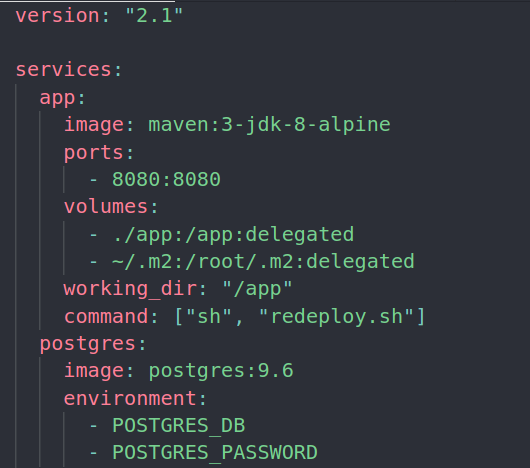 version: "2.1"
services:
app:
image: maven:3-jdk-8-alpine
ports:
- 8080:8080
volumes:
- ./app:/app:delegated
- ~/.m2:/root/.m2:delegated
working_dir: "/app"
command: ["sh", "redeploy.sh"]
postgres:
image: postgres:9.6
environment:
- POSTGRES_DB
- POSTGRES_PASSWORD